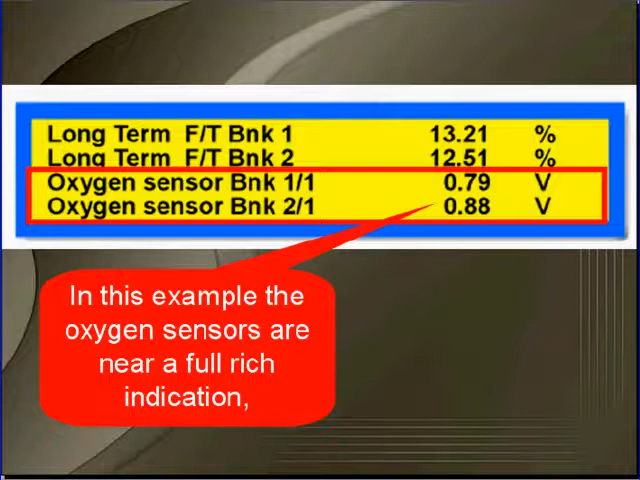 Long Term F/T Bnk 1 13.21 %
Long Term F/T Bnk 2 12.51 %
Oxygen sensor Bnk 1/1 0.79 V
Oxygen sensor Bnk 2/1 0.88 V
In this example the
oxygen sensors are
near a full rich
indication,